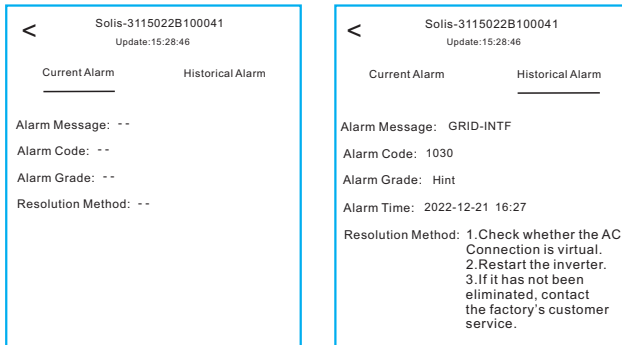 <
Solis-3115022B100041
Update:15:28:46
Current Alarm Historical Alarm
Alarm Message: --
Alarm Code: --
Alarm Grade: --
Resolution Method: --
<
Solis-3115022B100041
Update:15:28:46
Current Alarm Historical Alarm
Alarm Message: GRID-INTF
Alarm Code: 1030
Alarm Grade: Hint
Alarm Time: 2022-12-21 16:27
Resolution Method: 1.Check whether the AC
Connection is virtual.
2.Restart the inverter.
3.If it has not been
eliminated, contact
the factory's customer
service.